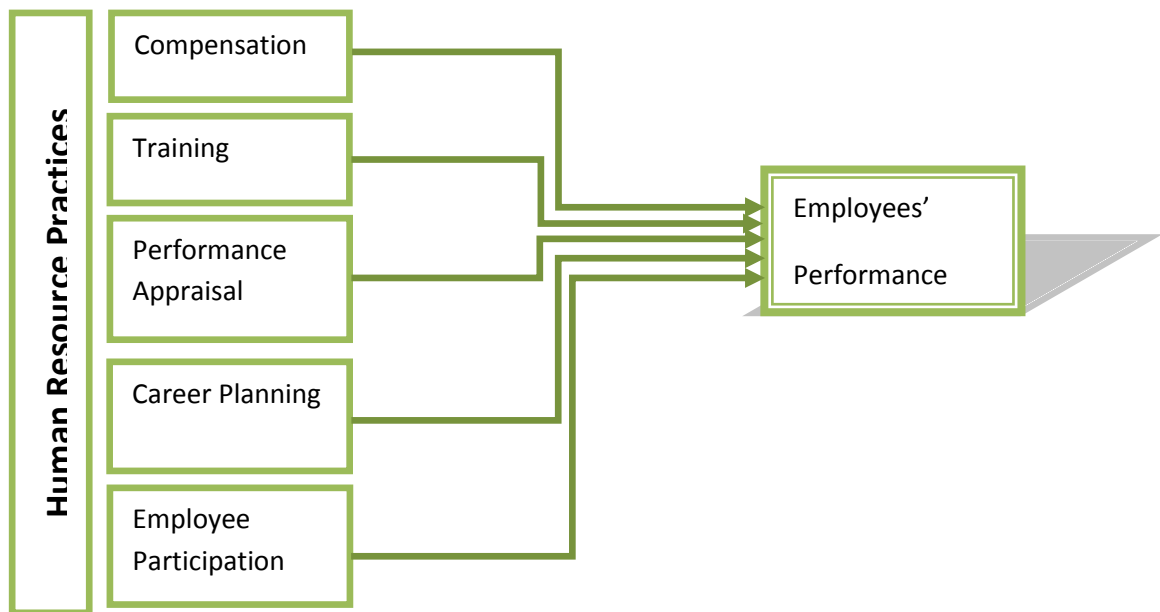 Human Resource Practices
Compensation
Training
Performance
Appraisal
Career Planning
Employee
Participation
Employees’
Performance